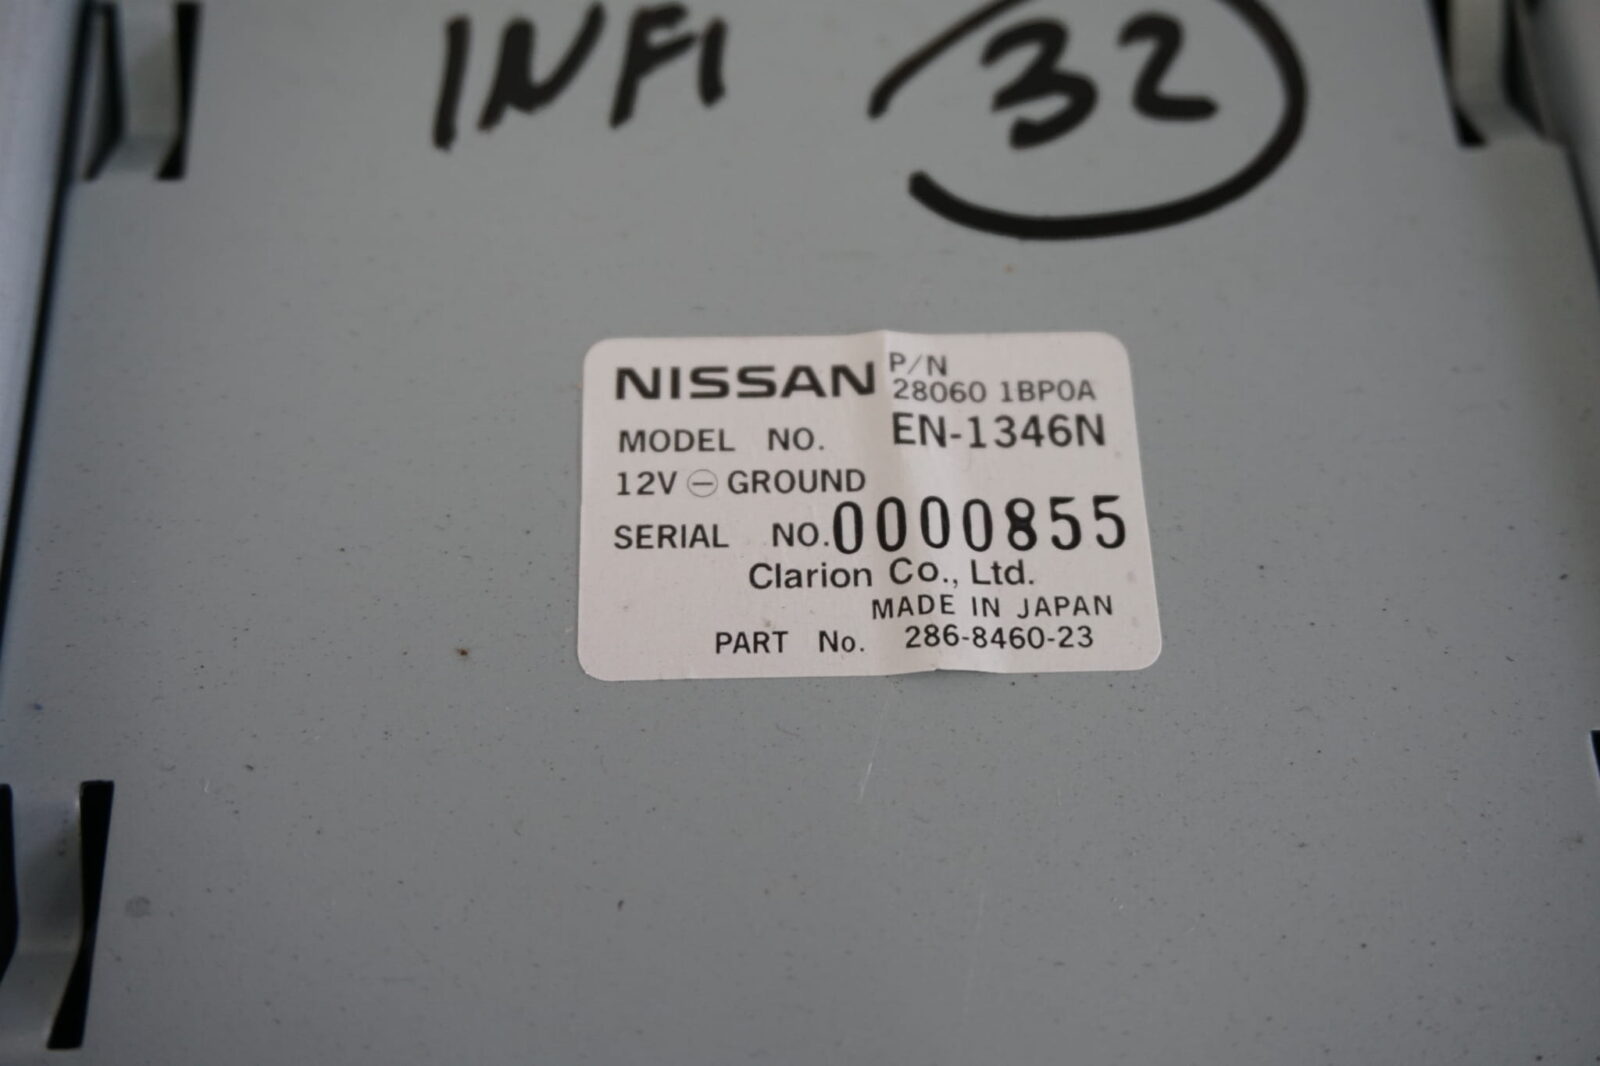 INFI 32
NISSAN P/N
28060 1BP0A
MODEL NO. EN-1346N
12V ⊖ GROUND
SERIAL NO. 0000855
Clarion Co., Ltd.
MADE IN JAPAN
PART No. 286-8460-23